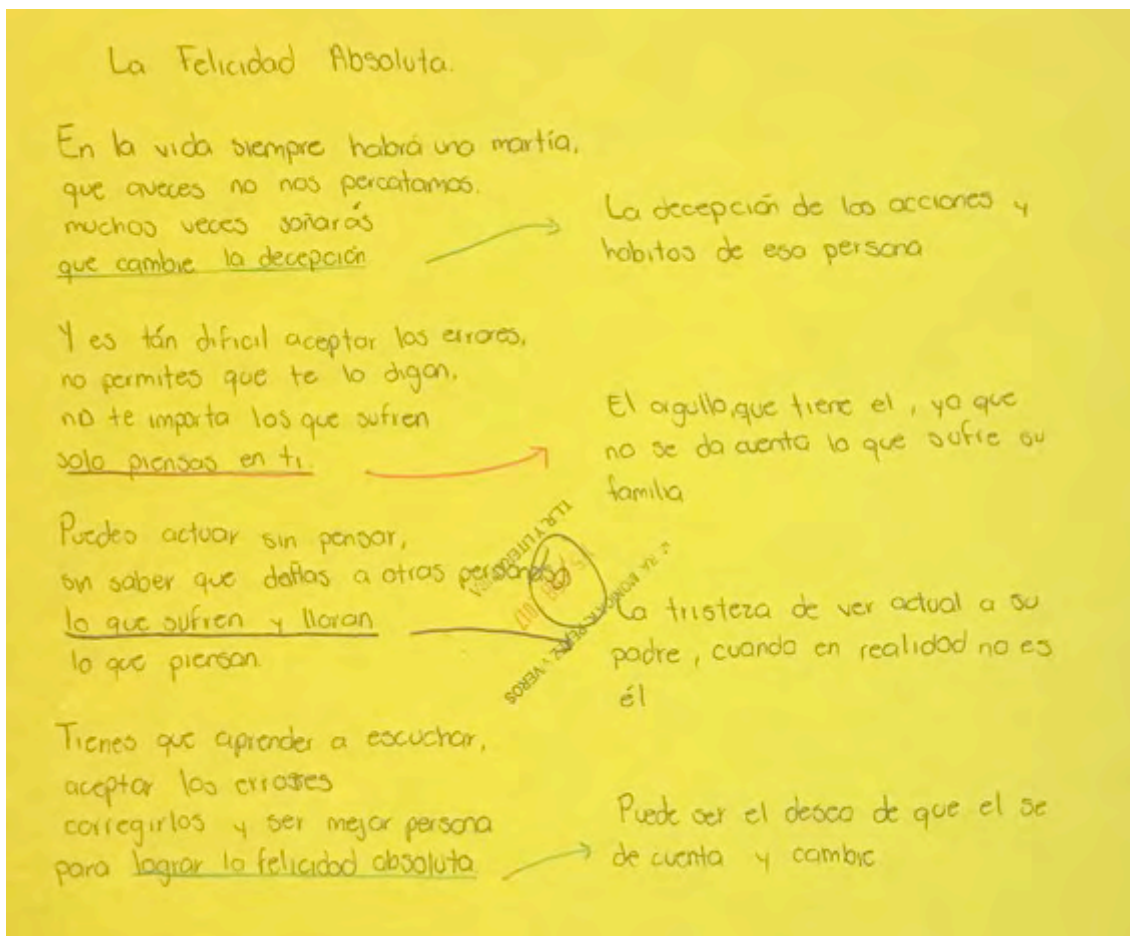 La Felicidad Absoluta.
En la vida siempre habrá una martía,
que aveces no nos percatamos.
muchas veces soñarás
que cambie la decepción
La decepción de las acciones y
habitos de esa persona
Y es tán dificil aceptar los errores,
no permites que te lo digan,
no te importa los que sufren
solo piensas en ti.
El orgullo, que tiene el, ya que
no se da cuenta lo que sufre su
familia
Puedes actuar sin pensar,
sin saber que dañas a otras personas,
lo que sufren y lloran
lo que piensan.
La tristeza de ver actual a su
padre, cuando en realidad no es
él
Tienes que aprender a escuchar,
aceptar los errores
corregirlos y ser mejor persona
para lograr la felicidad absoluta.
Puede ser el deseo de que el se
de cuenta y cambie